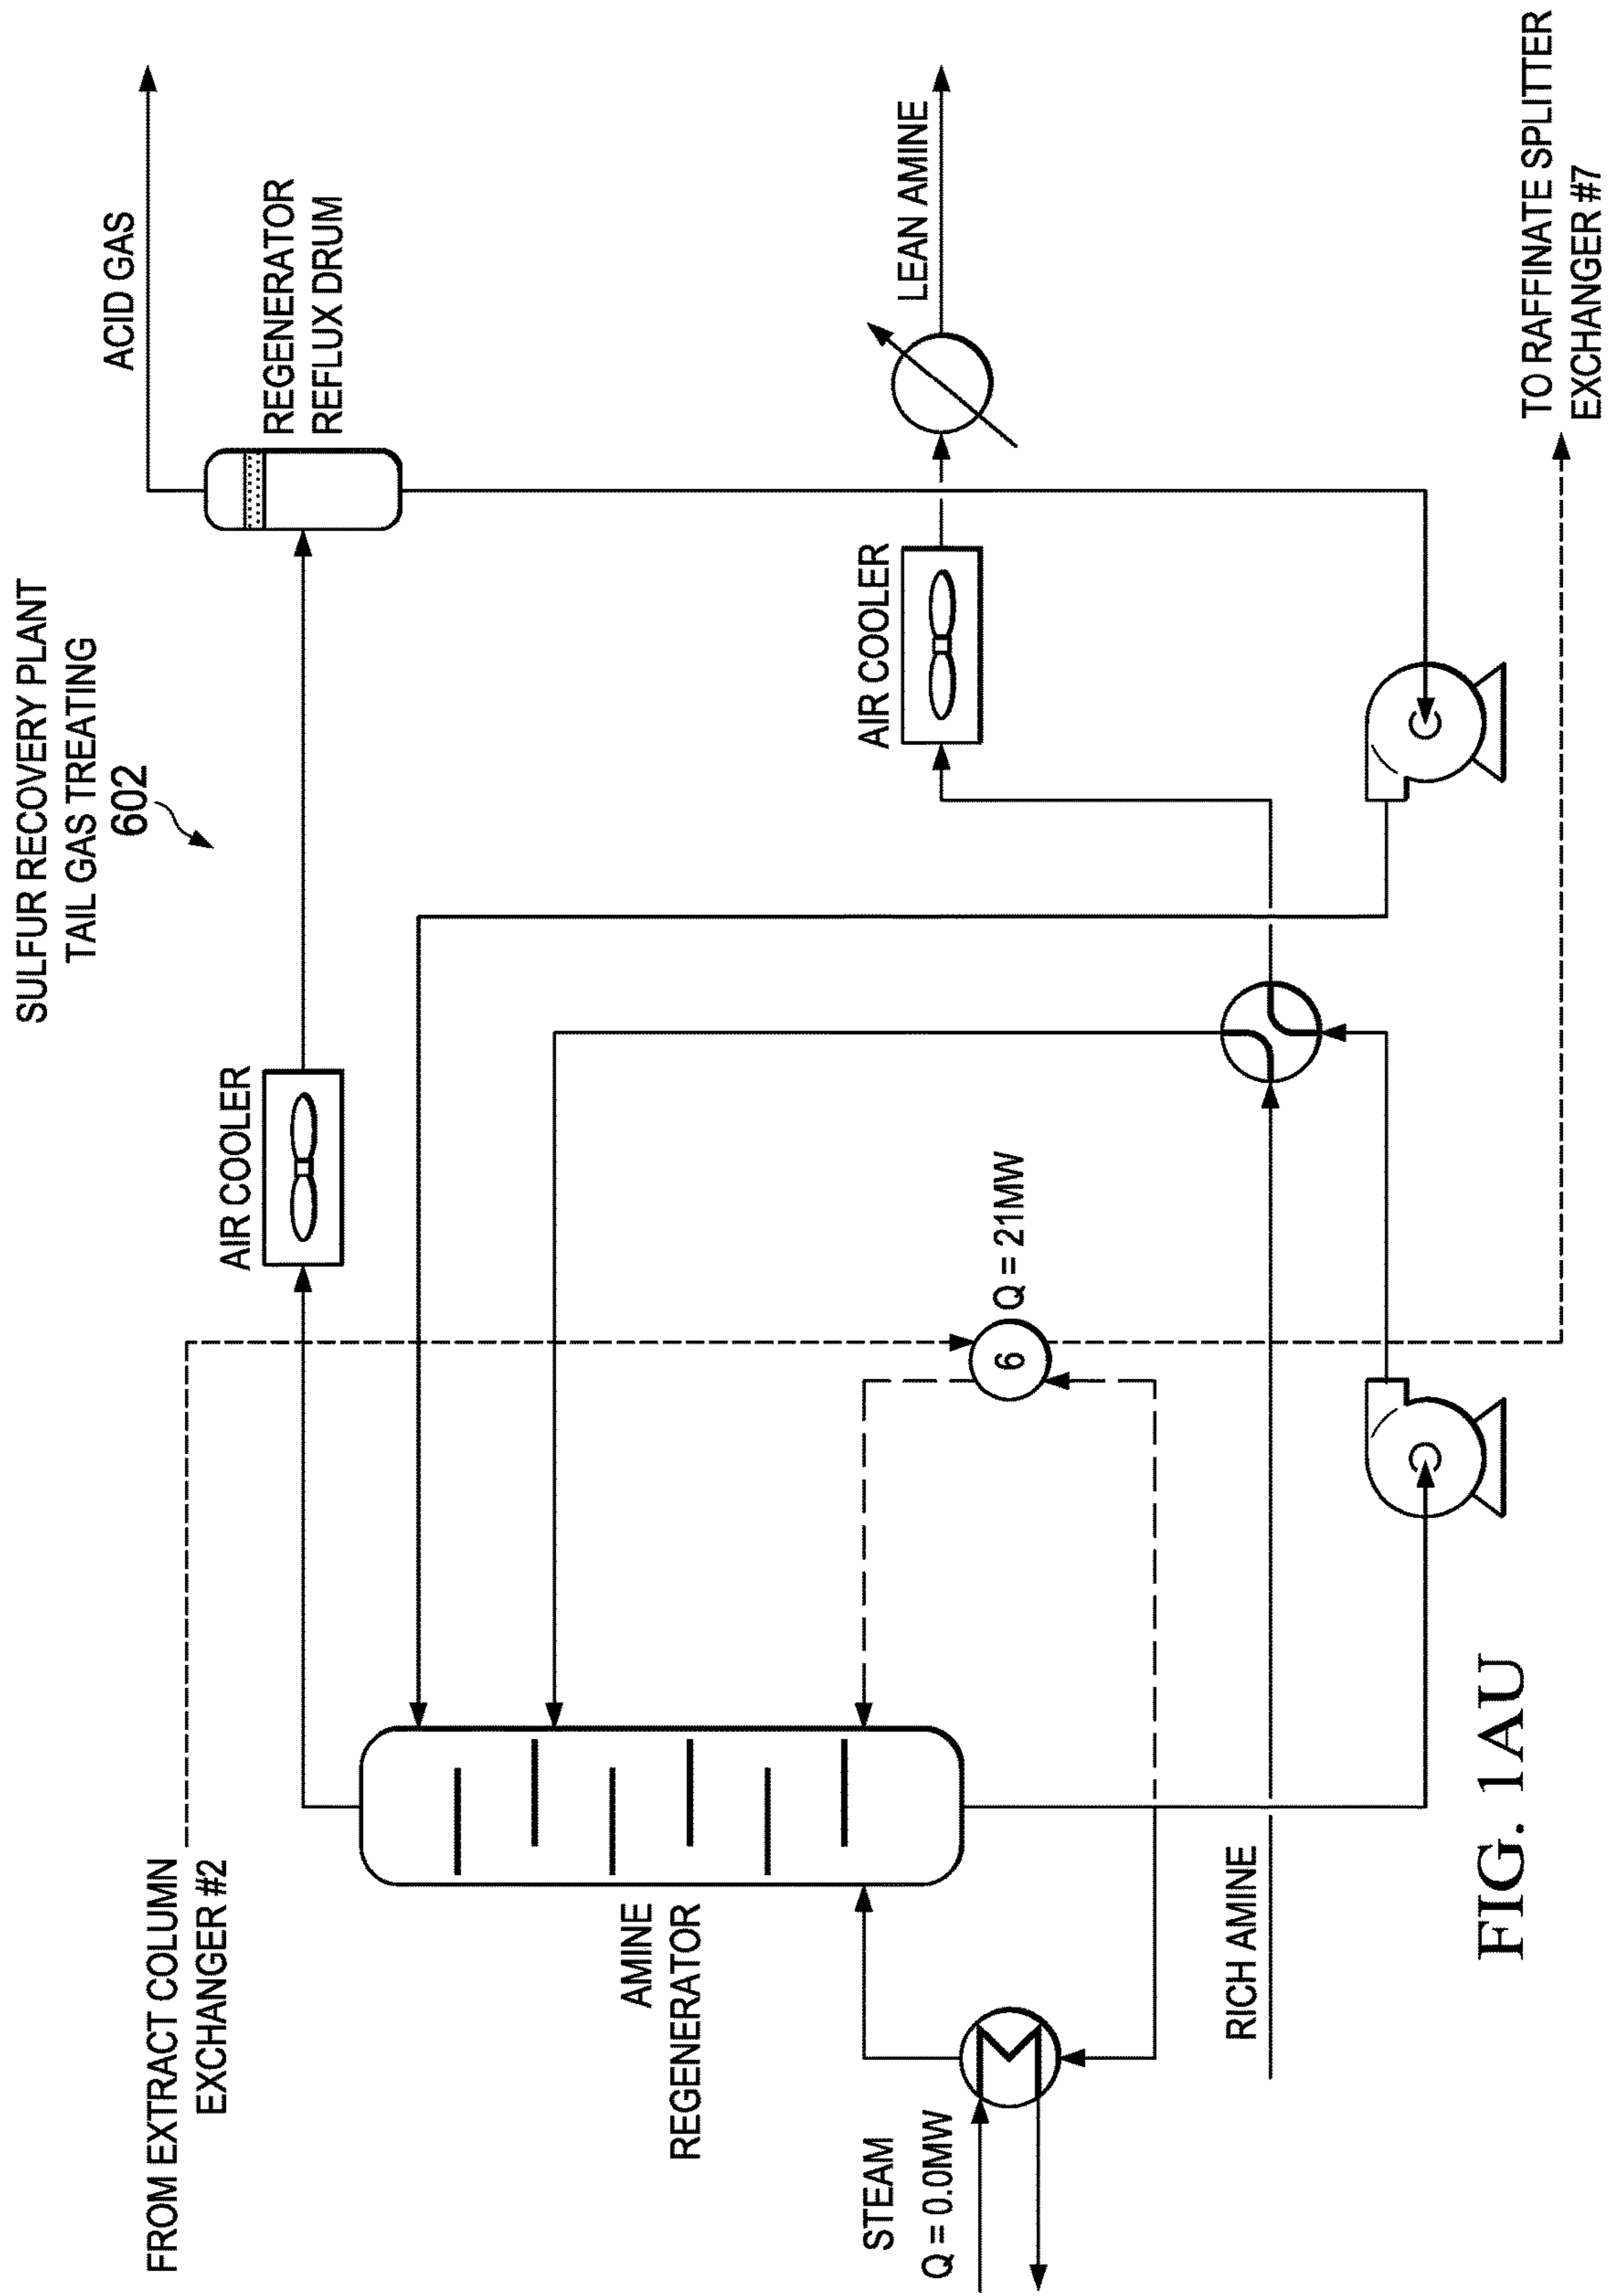 SULFUR RECOVERY PLANT
TAIL GAS TREATING
602
FROM EXTRACT COLUMN
EXCHANGER #2
AIR COOLER
ACID GAS
REGENERATOR
REFLUX DRUM
AMINE
REGENERATOR
AIR COOLER
LEAN AMINE
STEAM
Q = 0.0MW
6
Q = 21MW
RICH AMINE
TO RAFFINATE SPLITTER
EXCHANGER #7
FIG. 1AU